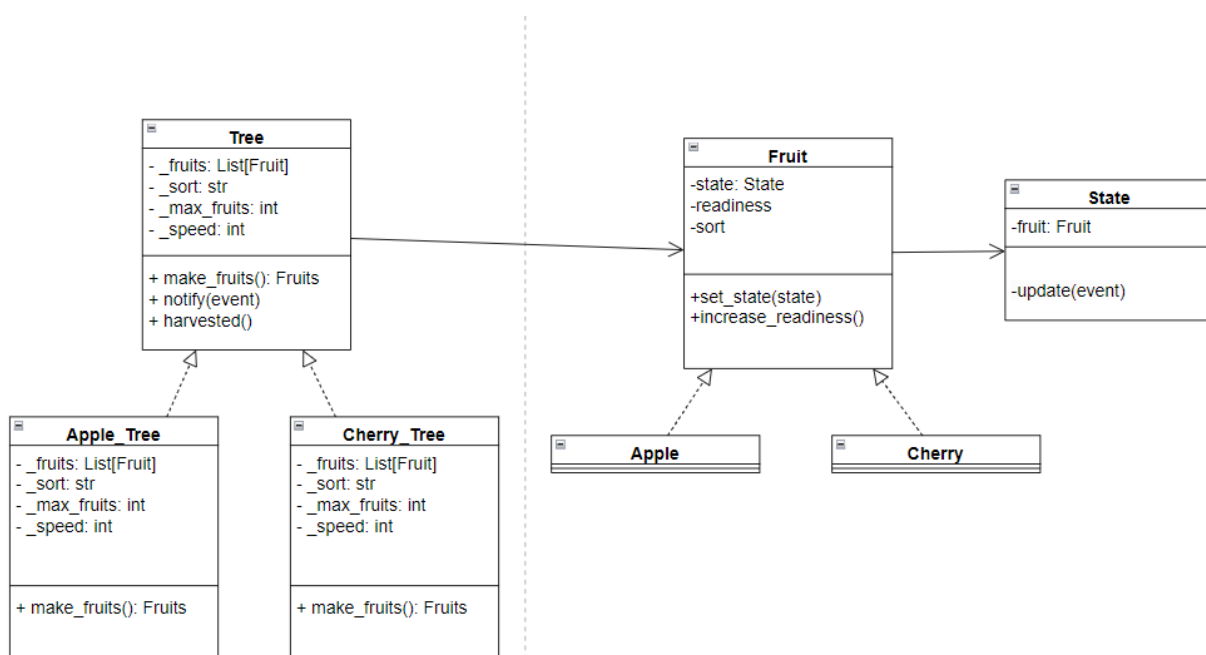 Tree
- _fruits: List[Fruit]
- _sort: str
- _max_fruits: int
- _speed: int
+ make_fruits(): Fruits
+ notify(event)
+ harvested()
Apple_Tree
- _fruits: List[Fruit]
- _sort: str
- _max_fruits: int
- _speed: int
+ make_fruits(): Fruits
Cherry_Tree
- _fruits: List[Fruit]
- _sort: str
- _max_fruits: int
- _speed: int
+ make_fruits(): Fruits
Fruit
-state: State
-readiness
-sort
+set_state(state)
+increase_readiness()
State
-fruit: Fruit
-update(event)
Apple
Cherry